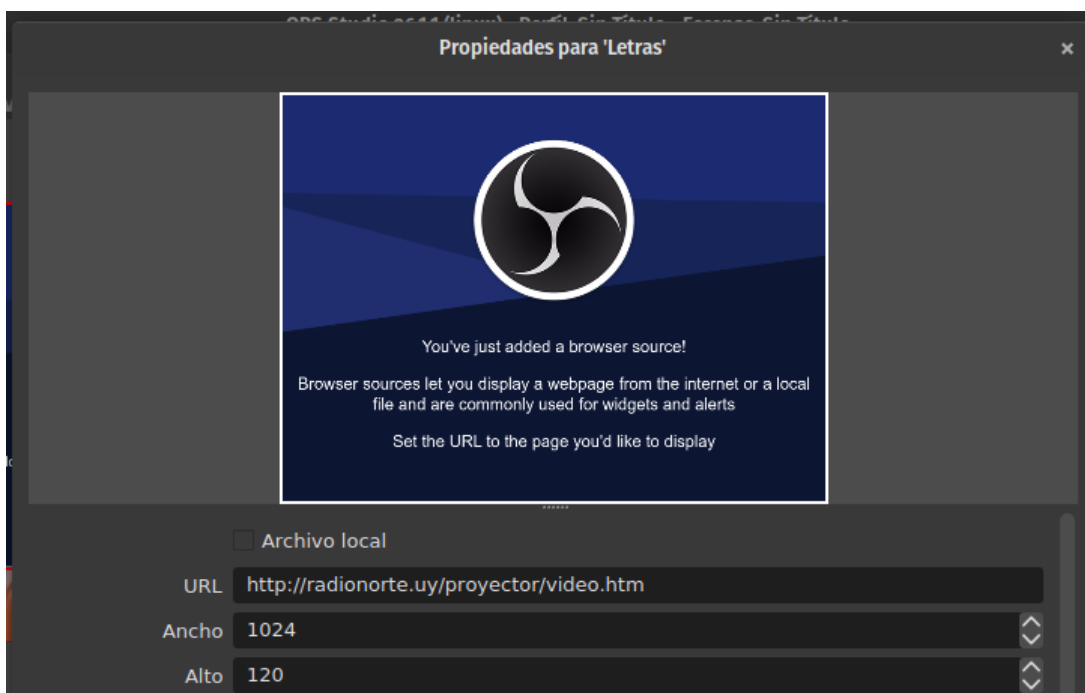 Propiedades para 'Letras'
×
You've just added a browser source!
Browser sources let you display a webpage from the internet or a local
file and are commonly used for widgets and alerts
Set the URL to the page you'd like to display
Archivo local
URL http://radionorte.uy/proyector/video.htm
Ancho 1024
Alto 120